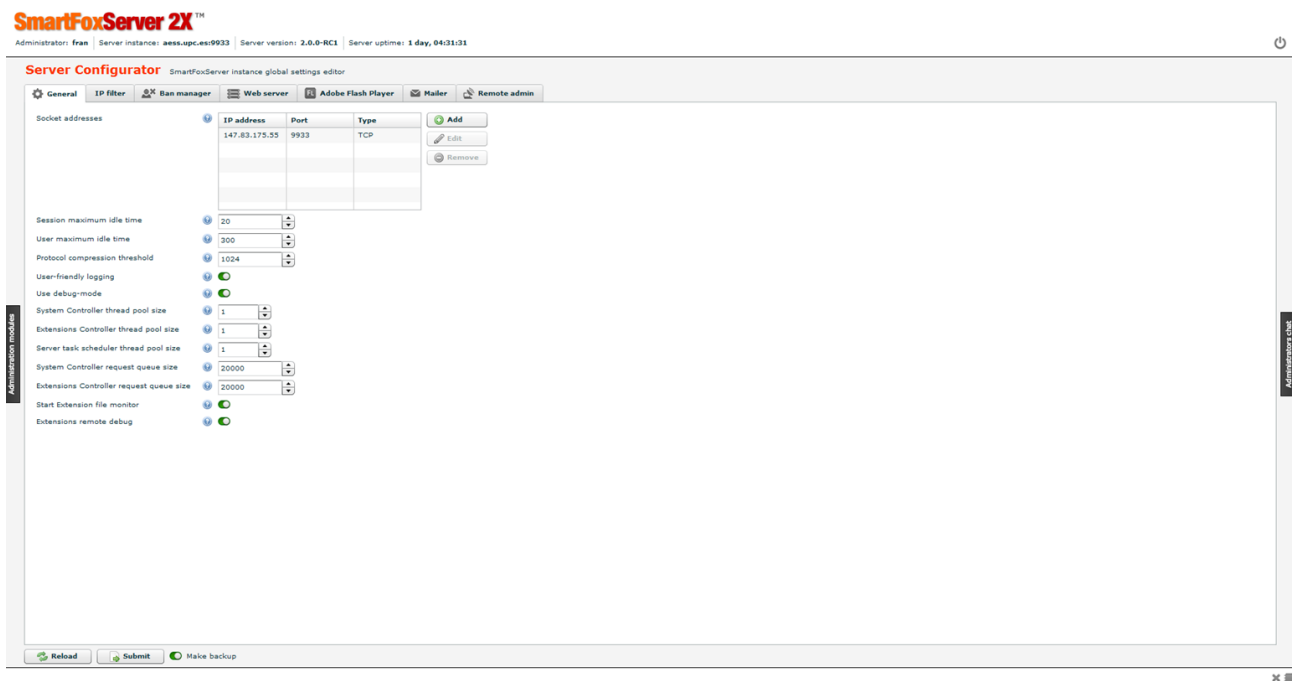 SmartFoxServer 2X™
Administrator: fran Server instance: aess.upc.es:9933 Server version: 2.0.0-RC1 Server uptime: 1 day, 04:31:31
Server Configurator SmartFoxServer instance global settings editor
General IP filter Ban manager Web server Adobe Flash Player Mailer Remote admin
Socket addresses
IP address Port Type
147.83.175.55 9933 TCP
Add
Edit
Remove
Session maximum idle time 20
User maximum idle time 300
Protocol compression threshold 1024
User-friendly logging
Use debug-mode
System Controller thread pool size 1
Extensions Controller thread pool size 1
Server task scheduler thread pool size 1
System Controller request queue size 20000
Extensions Controller request queue size 20000
Start Extension file monitor
Extensions remote debug
Administration modules
Administrators chat
Reload Submit Make backup